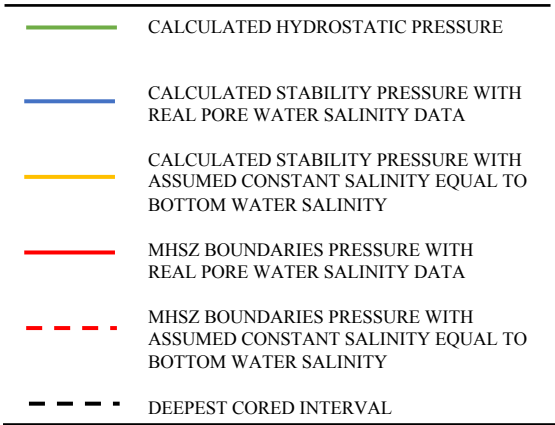 CALCULATED HYDROSTATIC PRESSURE
CALCULATED STABILITY PRESSURE WITH
REAL PORE WATER SALINITY DATA
CALCULATED STABILITY PRESSURE WITH
ASSUMED CONSTANT SALINITY EQUAL TO
BOTTOM WATER SALINITY
MHSZ BOUNDARIES PRESSURE WITH
REAL PORE WATER SALINITY DATA
MHSZ BOUNDARIES PRESSURE WITH
ASSUMED CONSTANT SALINITY EQUAL TO
BOTTOM WATER SALINITY
DEEPEST CORED INTERVAL